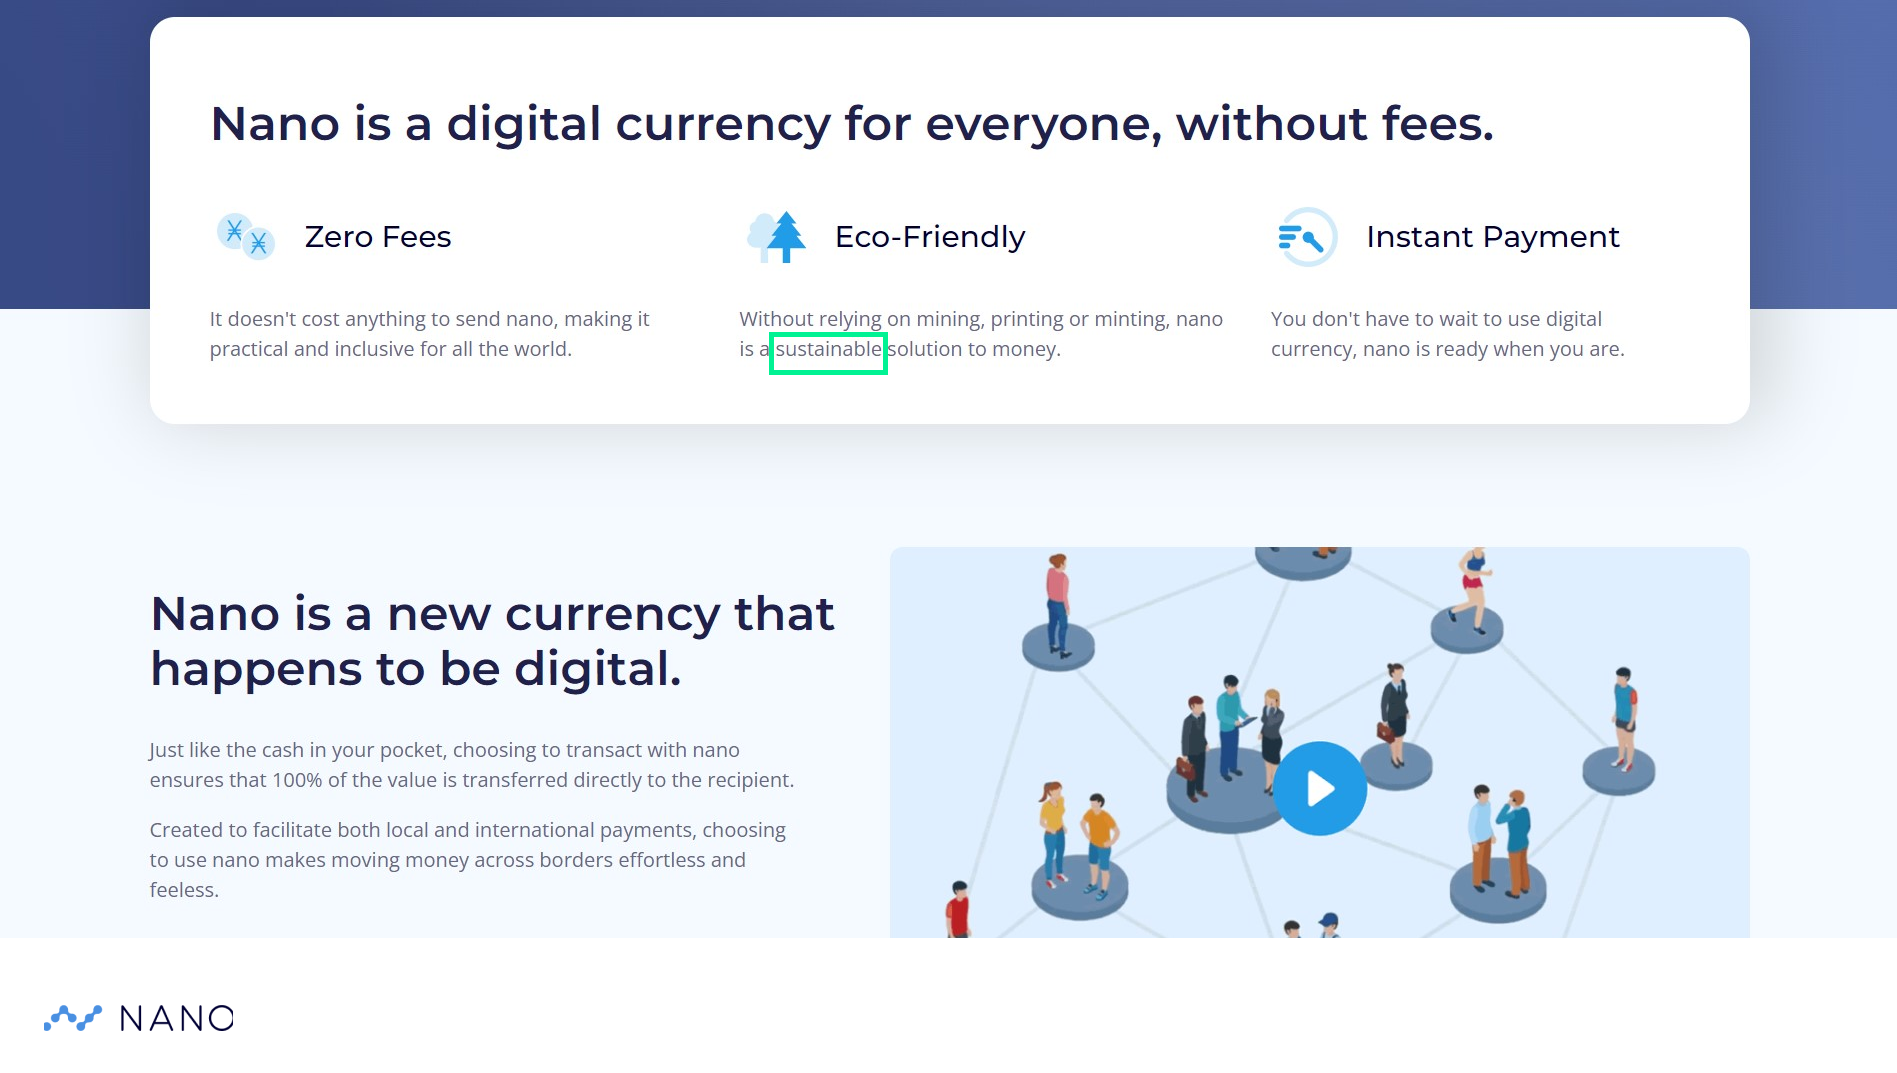 Nano is a digital currency for everyone, without fees.
Zero Fees
It doesn't cost anything to send nano, making it
practical and inclusive for all the world.
Eco-Friendly
Without relying on mining, printing or minting, nano
is a sustainable solution to money.
Instant Payment
You don't have to wait to use digital
currency, nano is ready when you are.
Nano is a new currency that
happens to be digital.
Just like the cash in your pocket, choosing to transact with nano
ensures that 100% of the value is transferred directly to the recipient.
Created to facilitate both local and international payments, choosing
to use nano makes moving money across borders effortless and
feeless.
NANO